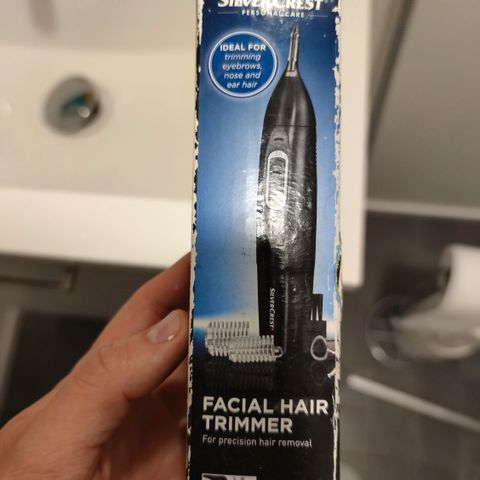 SILVERCREST
PERSONAL CARE
IDEAL FOR
trimming
eyebrows,
nose and
ear hair
SILVERCREST
FACIAL HAIR
TRIMMER
For precision hair removal